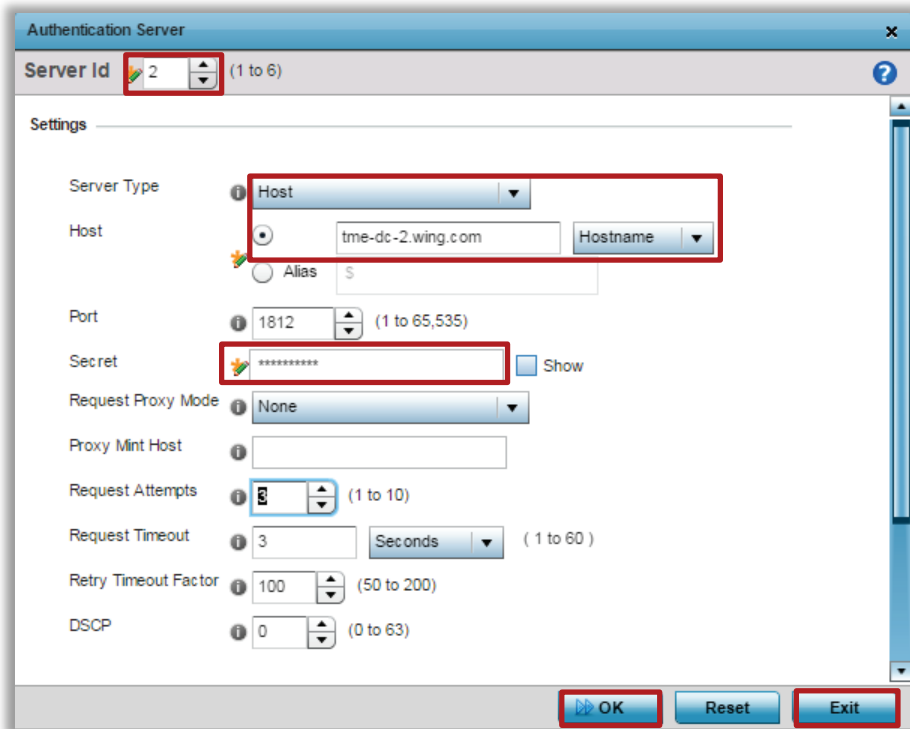 Authentication Server
Server Id 2 (1 to 6)
Settings
Server Type Host
Host tme-dc-2.wing.com Hostname
Alias $
Port 1812 (1 to 65,535)
Secret ********** Show
Request Proxy Mode None
Proxy Mint Host
Request Attempts 3 (1 to 10)
Request Timeout 3 Seconds ( 1 to 60 )
Retry Timeout Factor 100 (50 to 200)
DSCP 0 (0 to 63)
OK Reset Exit